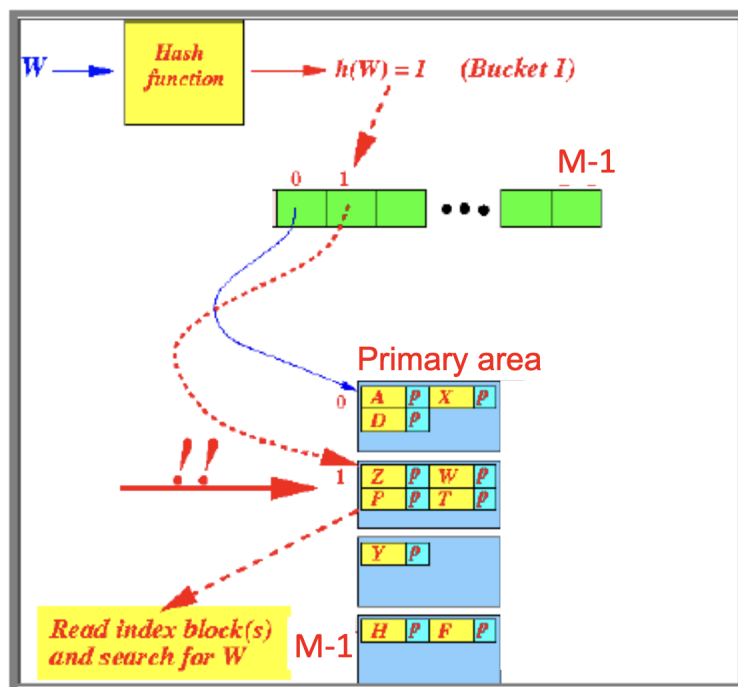 Hash
function
W
h(W) = 1 (Bucket 1)
M-1
0 1
Primary area
0
A p X p
D p
!!
1
Z p W p
P p T p
Y p
Read index block(s)
and search for W
M-1
H p F p